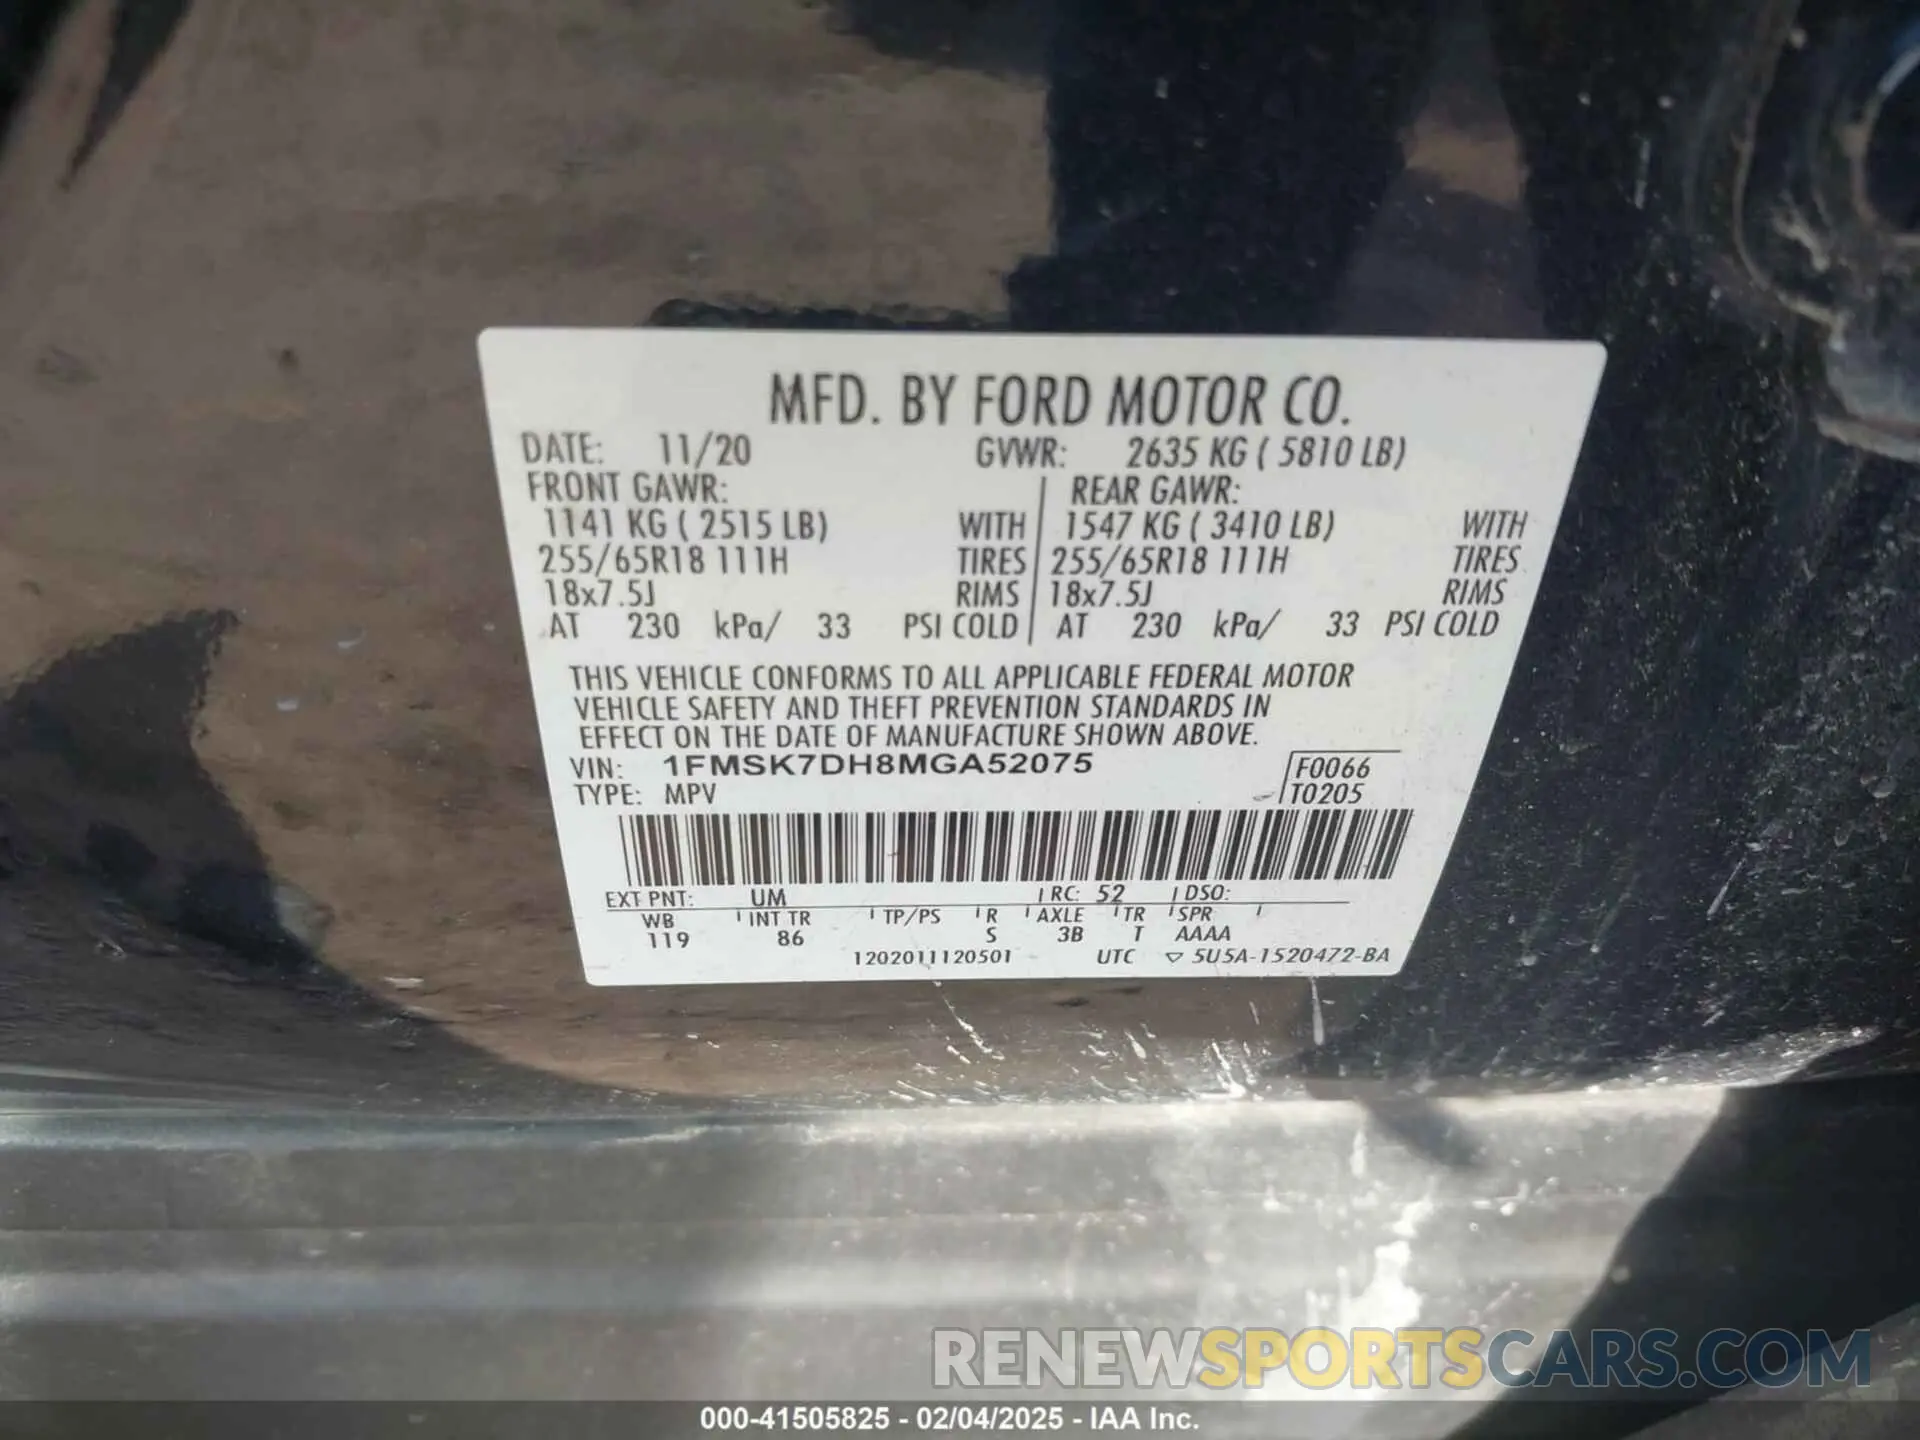 MFD. BY FORD MOTOR CO.
DATE: 11/20 GVWR: 2635 KG ( 5810 LB)
FRONT GAWR: REAR GAWR:
1141 KG ( 2515 LB) WITH 1547 KG ( 3410 LB) WITH
255/65R18 111H TIRES 255/65R18 111H TIRES
18x7.5J RIMS 18x7.5J RIMS
AT 230 kPa/ 33 PSI COLD AT 230 kPa/ 33 PSI COLD
THIS VEHICLE CONFORMS TO ALL APPLICABLE FEDERAL MOTOR
VEHICLE SAFETY AND THEFT PREVENTION STANDARDS IN
EFFECT ON THE DATE OF MANUFACTURE SHOWN ABOVE.
VIN: 1FMSK7DH8MGA52075 F0066
TYPE: MPV T0205
EXT PNT: UM RC: 52 DSO:
WB INT TR TP/PS R AXLE TR SPR
119 86 S 3B T AAAA
1202011120501 UTC ▽ 5U5A-1520472-BA
RENEWSPORTSCARS.COM
000-41505825 - 02/04/2025 - IAA Inc.